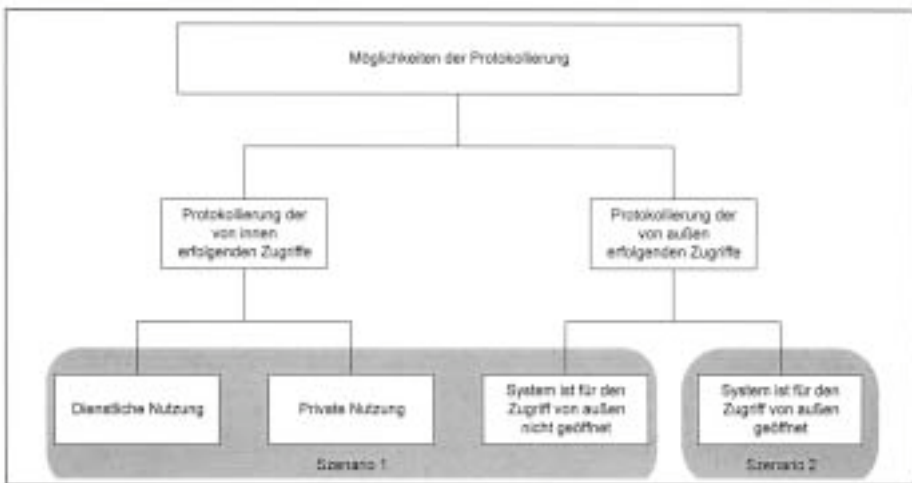 Möglichkeiten der Protokollierung
Protokollierung der
von innen
erfolgenden Zugriffe
Protokollierung der
von außen
erfolgenden Zugriffe
Dienstliche Nutzung
Private Nutzung
System ist für den
Zugriff von außen
nicht geöffnet
System ist für den
Zugriff von außen
geöffnet
Szenario 1
Szenario 2